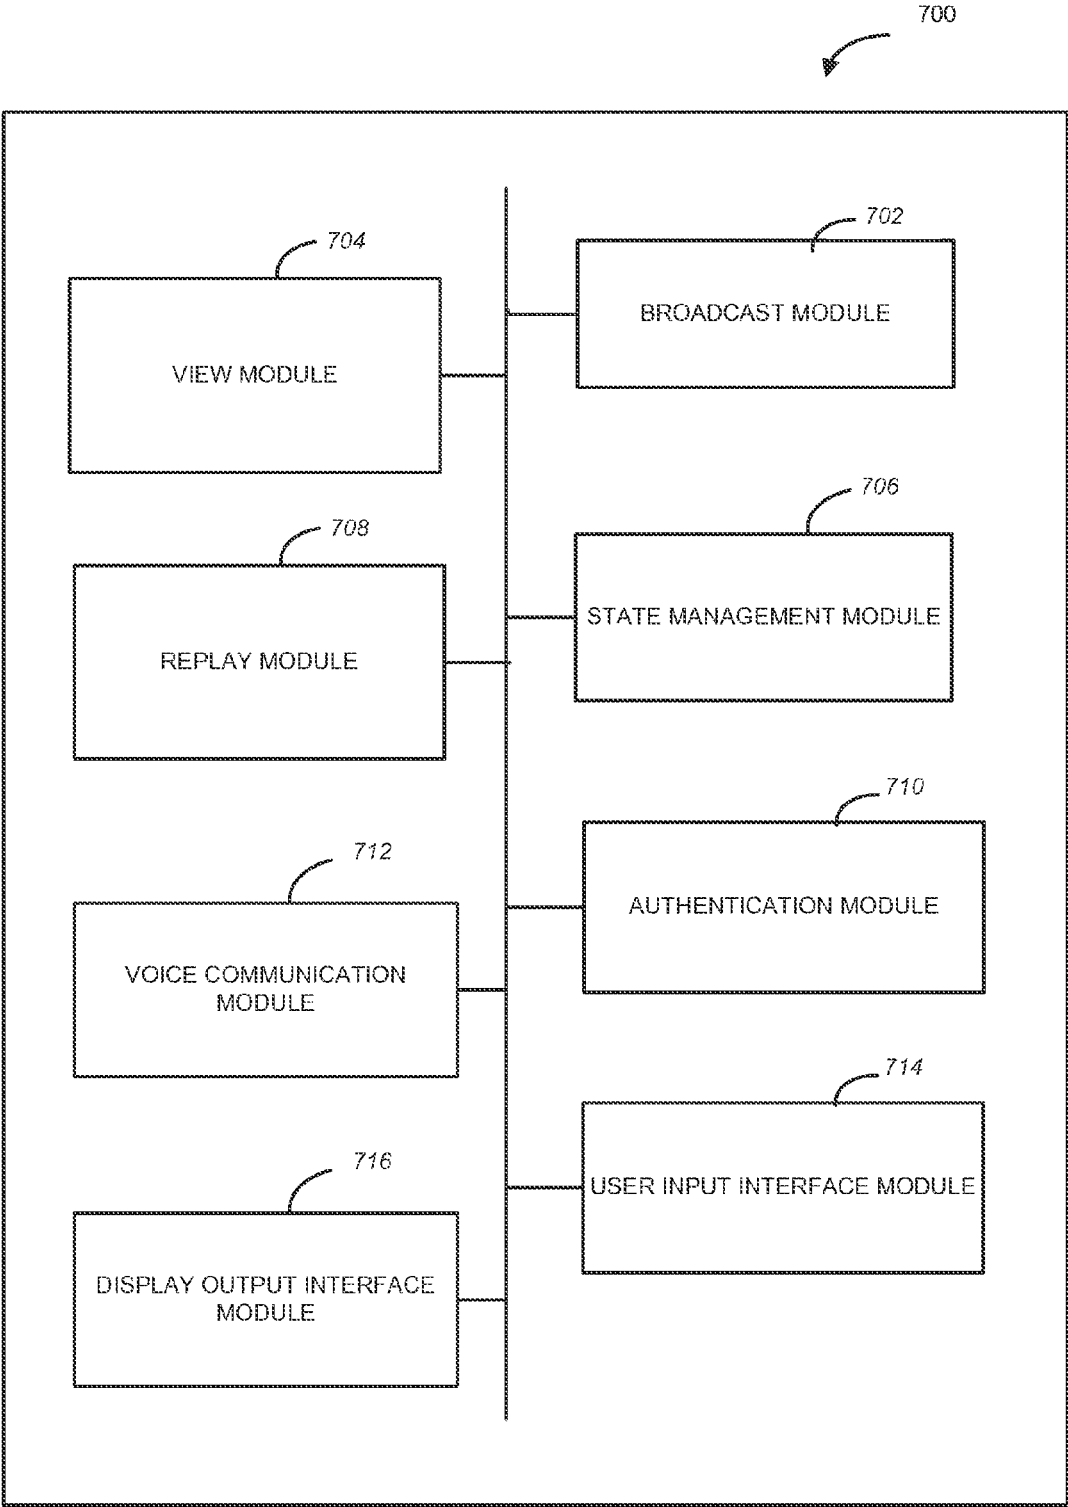 700
702
704
BROADCAST MODULE
VIEW MODULE
706
708
STATE MANAGEMENT MODULE
REPLAY MODULE
710
712
AUTHENTICATION MODULE
VOICE COMMUNICATION
MODULE
714
716
USER INPUT INTERFACE MODULE
DISPLAY OUTPUT INTERFACE
MODULE